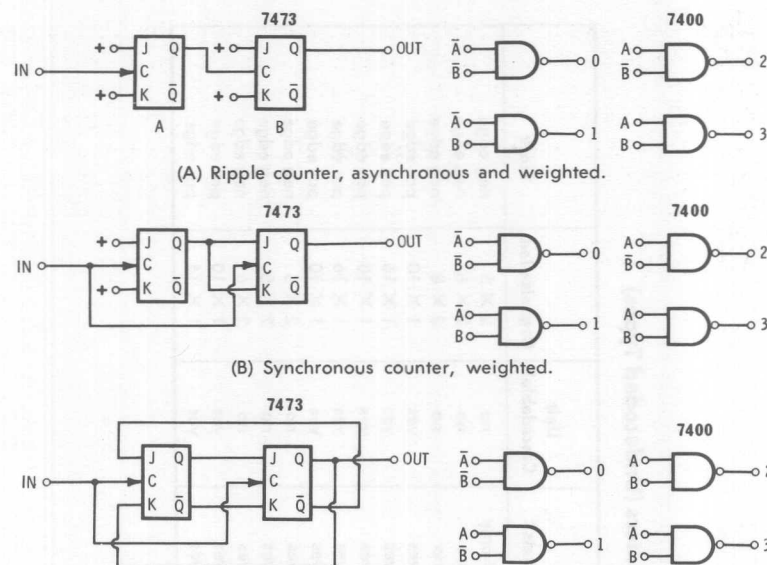 7473 7400
+ J Q + J Q OUT A̅ 0 A 2
IN C C B̅ B̅
+ K Q̅ + K Q̅ A̅ 1 A 3
A B B B
(A) Ripple counter, asynchronous and weighted.
7473 7400
+ J Q J Q OUT A̅ 0 A 2
IN C C B̅ B̅
+ K Q̅ K Q̅ A̅ 1 A 3
B B
(B) Synchronous counter, weighted.
7473 7400
J Q J Q OUT A̅ 0 A
IN C C B̅ B
K Q̅ K Q̅ A 1 A̅ 3
B̅ B